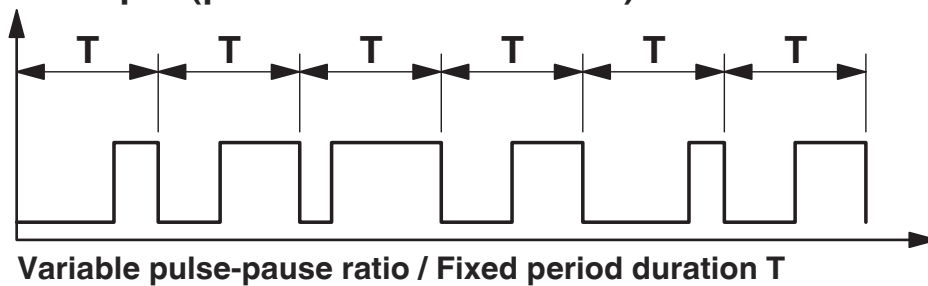 T T T T T T
Variable pulse-pause ratio / Fixed period duration T